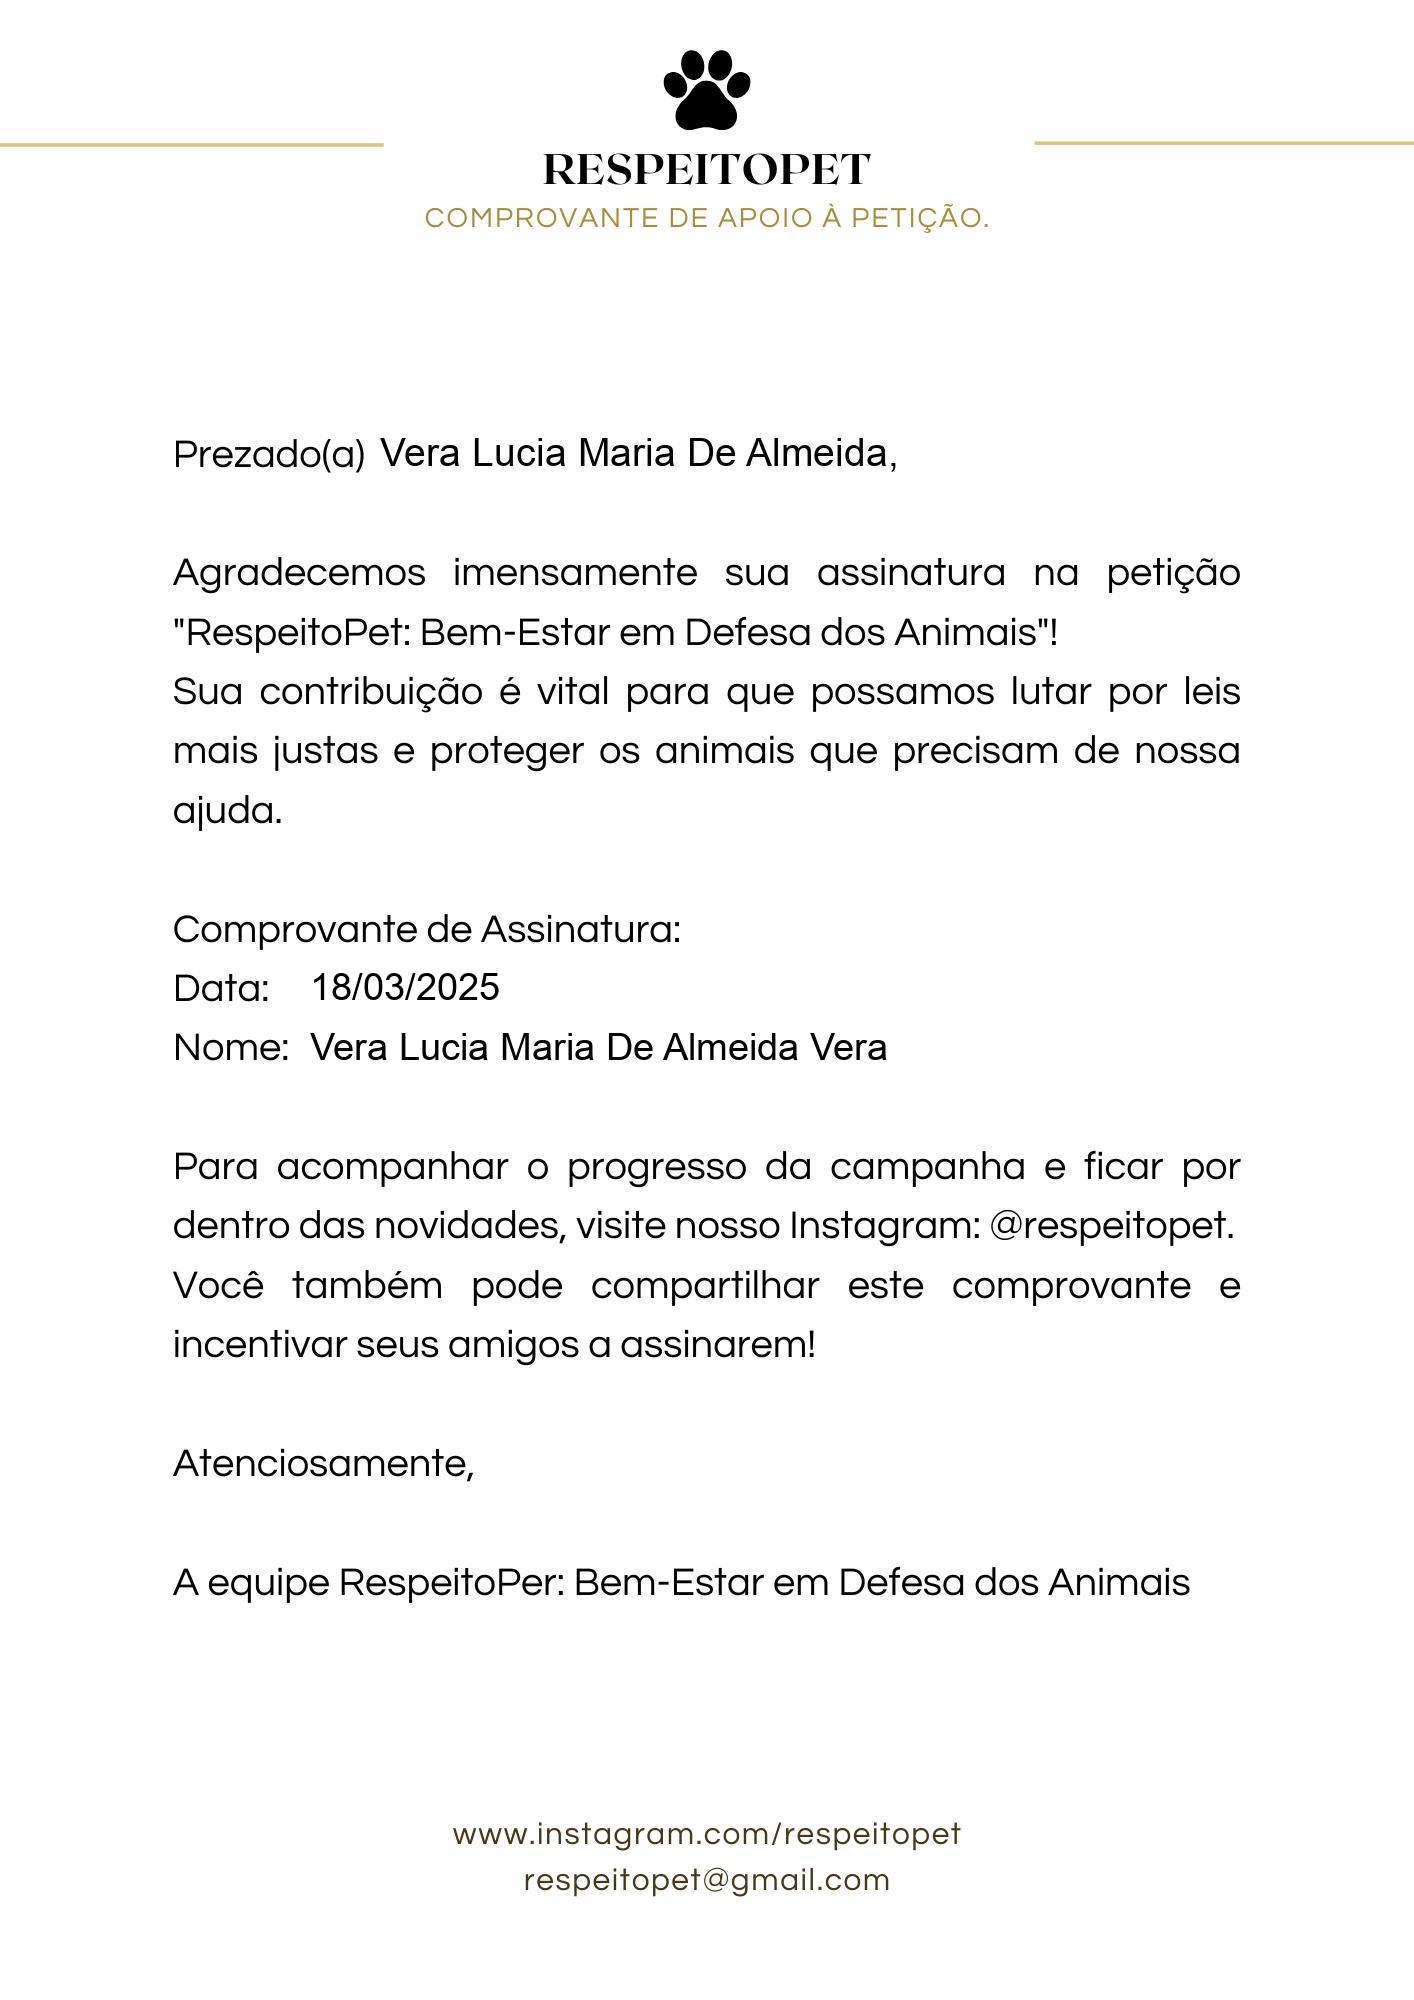 RESPEITOPET
COMPROVANTE DE APOIO À PETIÇÃO.
Prezado(a) Vera Lucia Maria De Almeida,
Agradecemos imensamente sua assinatura na petição
"RespeitoPet: Bem-Estar em Defesa dos Animais"!
Sua contribuição é vital para que possamos lutar por leis
mais justas e proteger os animais que precisam de nossa
ajuda.
Comprovante de Assinatura:
Data: 18/03/2025
Nome: Vera Lucia Maria De Almeida Vera
Para acompanhar o progresso da campanha e ficar por
dentro das novidades, visite nosso Instagram: @respeitopet.
Você também pode compartilhar este comprovante e
incentivar seus amigos a assinarem!
Atenciosamente,
A equipe RespeitoPer: Bem-Estar em Defesa dos Animais
www.instagram.com/respeitopet
respeitopet@gmail.com